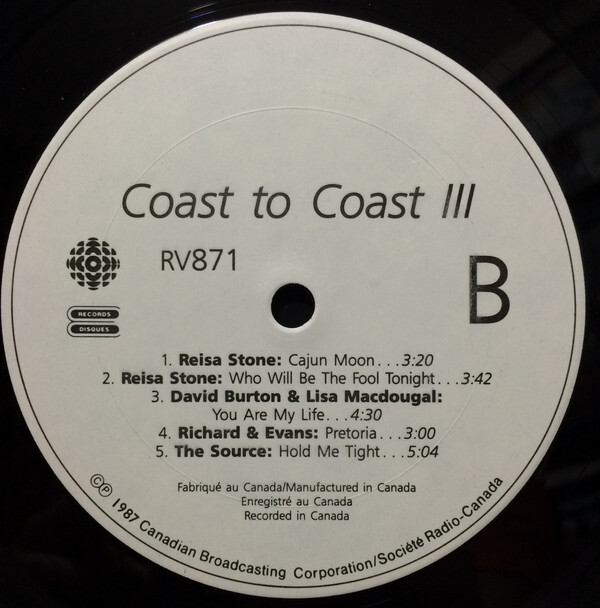 Coast to Coast III
RV871
B
RECORDS
DISQUES
1. Reisa Stone: Cajun Moon...3:20
2. Reisa Stone: Who Will Be The Fool Tonight...3:42
3. David Burton & Lisa Macdougal:
You Are My Life...4:30
4. Richard & Evans: Pretoria...3:00
5. The Source: Hold Me Tight...5:04
Fabriqué au Canada/Manufactured in Canada
Enregistré au Canada
Recorded in Canada
©℗ 1987 Canadian Broadcasting Corporation/Société Radio-Canada